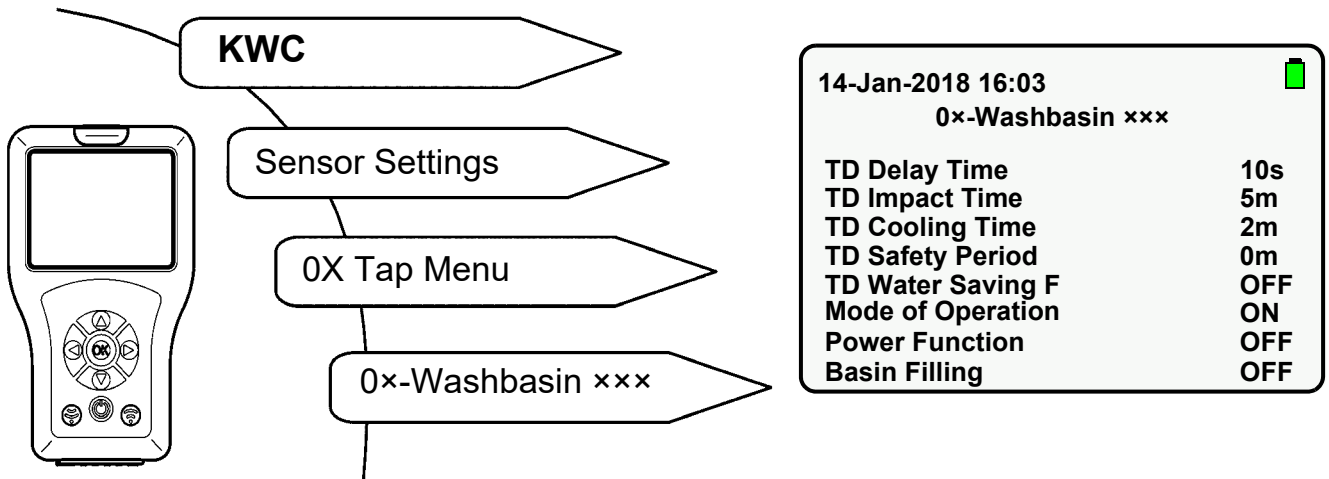 KWC
Sensor Settings
0X Tap Menu
0×-Washbasin ×××
OK
14-Jan-2018 16:03
0×-Washbasin ×××
TD Delay Time 10s
TD Impact Time 5m
TD Cooling Time 2m
TD Safety Period 0m
TD Water Saving F OFF
Mode of Operation ON
Power Function OFF
Basin Filling OFF